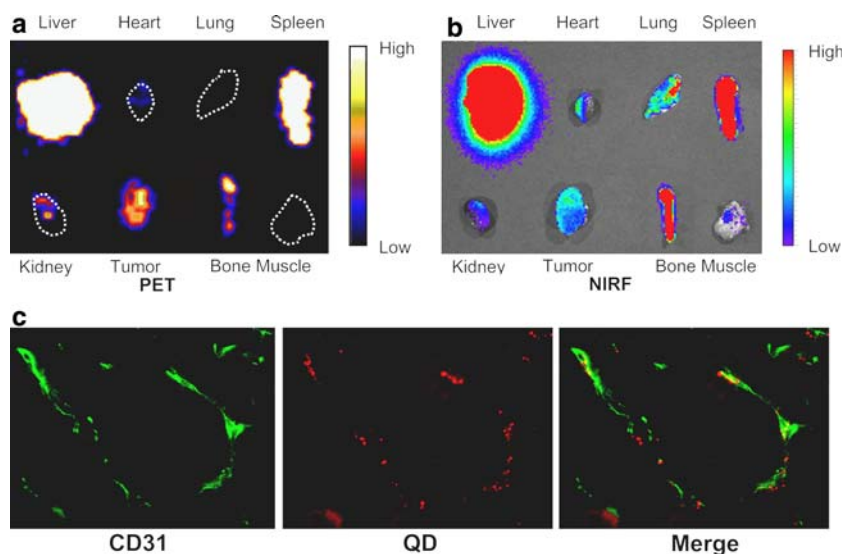 a
Liver Heart Lung Spleen
High
Low
Kidney Tumor Bone Muscle
PET
b
Liver Heart Lung Spleen
High
Low
Kidney Tumor Bone Muscle
NIRF
c
CD31 QD Merge